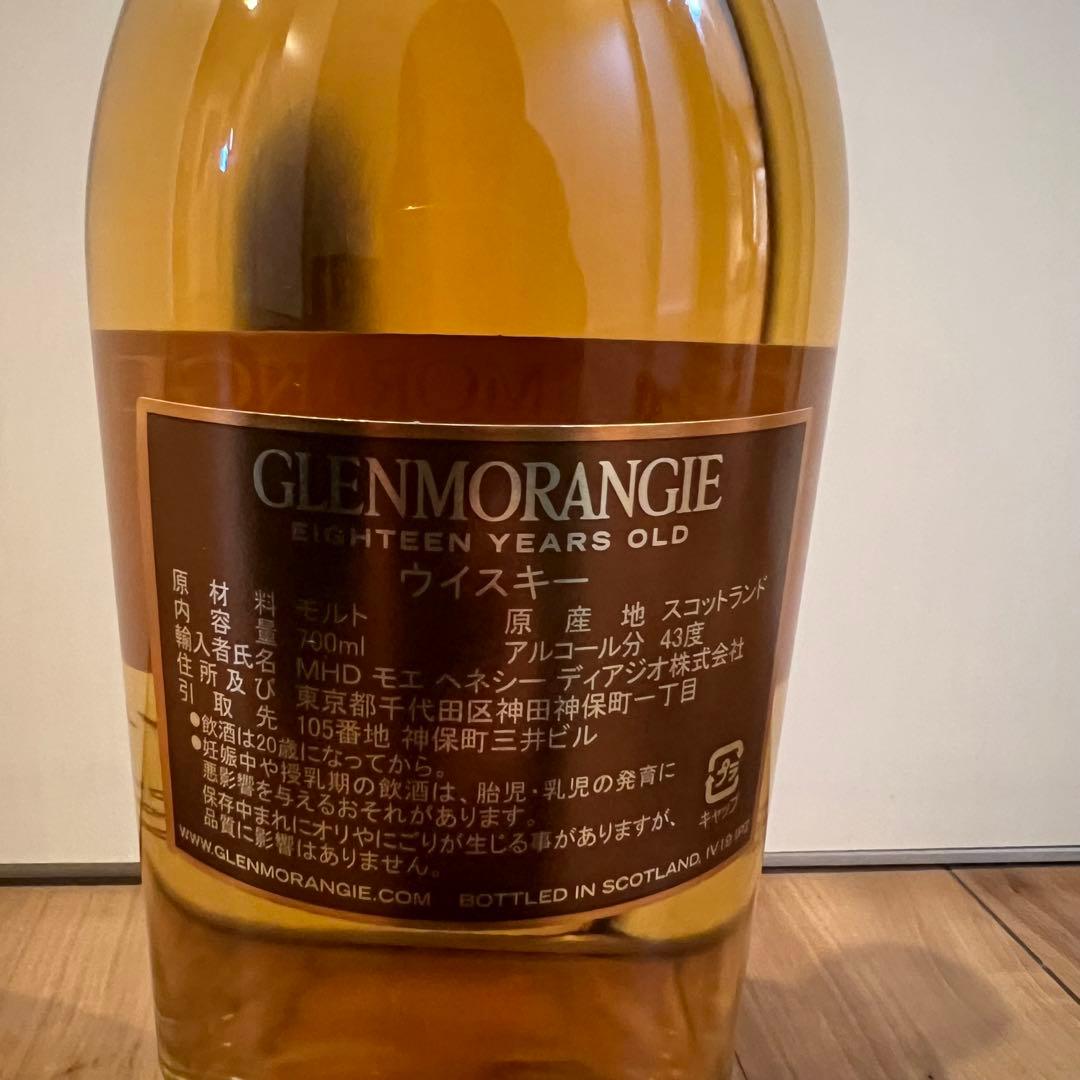 GLENMORANGIE
EIGHTEEN YEARS OLD
ウイスキー
原材料 モルト 原産地 スコットランド
内容量 700ml アルコール分 43度
輸入者氏名 MHD モエ ヘネシー ディアジオ株式会社
住所及び 東京都千代田区神田神保町一丁目
引取先 105番地 神保町三井ビル
●飲酒は20歳になってから。
●妊娠中や授乳期の飲酒は、胎児・乳児の発育に
悪影響を与えるおそれがあります。
保存中まれにオリやにごりが生じる事がありますが、
品質に影響はありません。
プラ
キャップ
WWW.GLENMORANGIE.COM BOTTLED IN SCOTLAND,